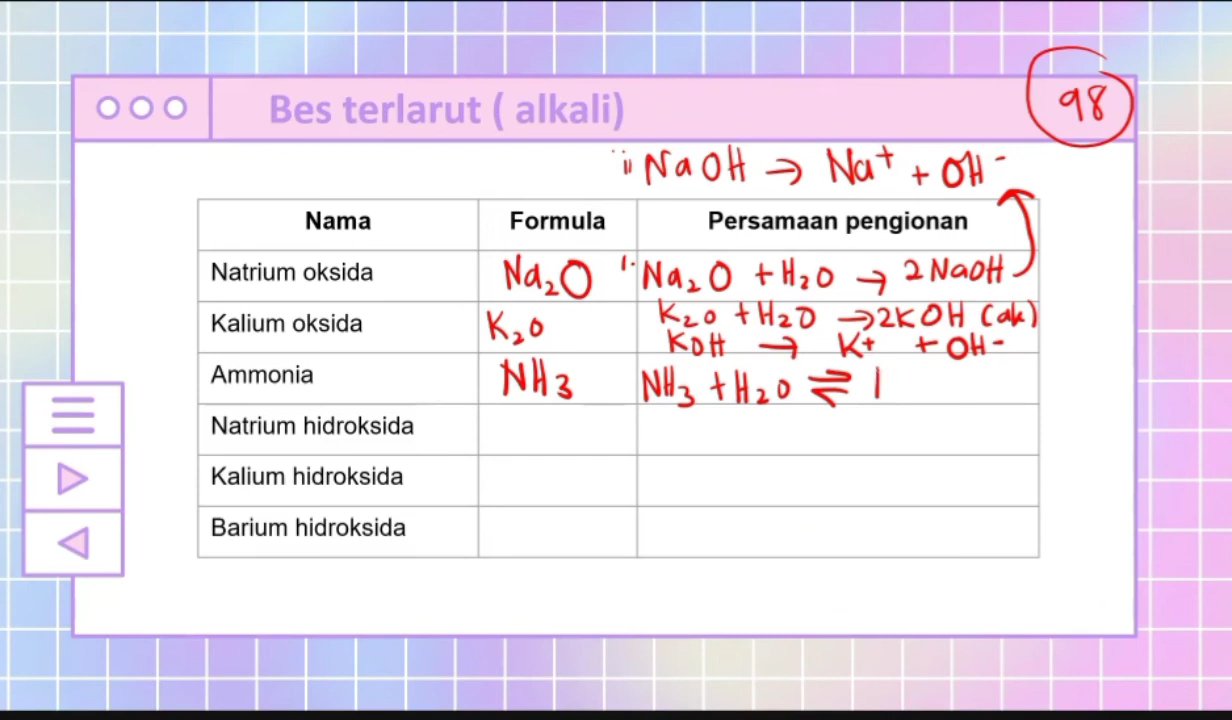 Bes terlarut ( alkali)
98
ii NaOH → Na⁺ + OH⁻
Nama Formula Persamaan pengionan
Natrium oksida Na₂O 1. Na₂O + H₂O → 2NaOH
Kalium oksida K₂O K₂O + H₂O → 2KOH (ak)
KOH → K⁺ + OH⁻
Ammonia NH₃ NH₃ + H₂O ⇌ |
Natrium hidroksida
Kalium hidroksida
Barium hidroksida